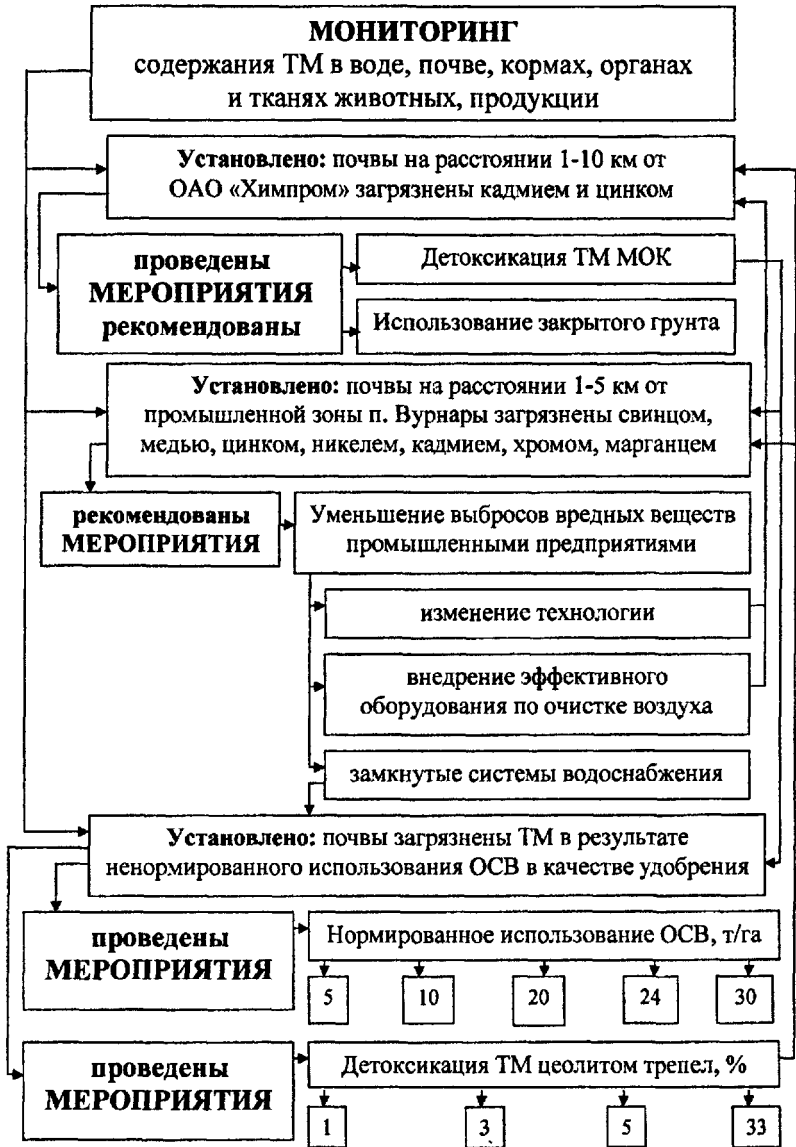 МОНИТОРИНГ
содержания ТМ в воде, почве, кормах, органах
и тканях животных, продукции
Установлено: почвы на расстоянии 1-10 км от
ОАО «Химпром» загрязнены кадмием и цинком
проведены
МЕРОПРИЯТИЯ
рекомендованы
Детоксикация ТМ МОК
Использование закрытого грунта
Установлено: почвы на расстоянии 1-5 км от
промышленной зоны п. Вурнары загрязнены свинцом,
медью, цинком, никелем, кадмием, хромом, марганцем
рекомендованы
МЕРОПРИЯТИЯ
Уменьшение выбросов вредных веществ
промышленными предприятиями
изменение технологии
внедрение эффективного
оборудования по очистке воздуха
замкнутые системы водоснабжения
Установлено: почвы загрязнены ТМ в результате
ненормированного использования ОСВ в качестве удобрения
проведены
МЕРОПРИЯТИЯ
Нормированное использование ОСВ, т/га
5 10 20 24 30
проведены
МЕРОПРИЯТИЯ
Детоксикация ТМ цеолитом трепел, %
1 3 5 33